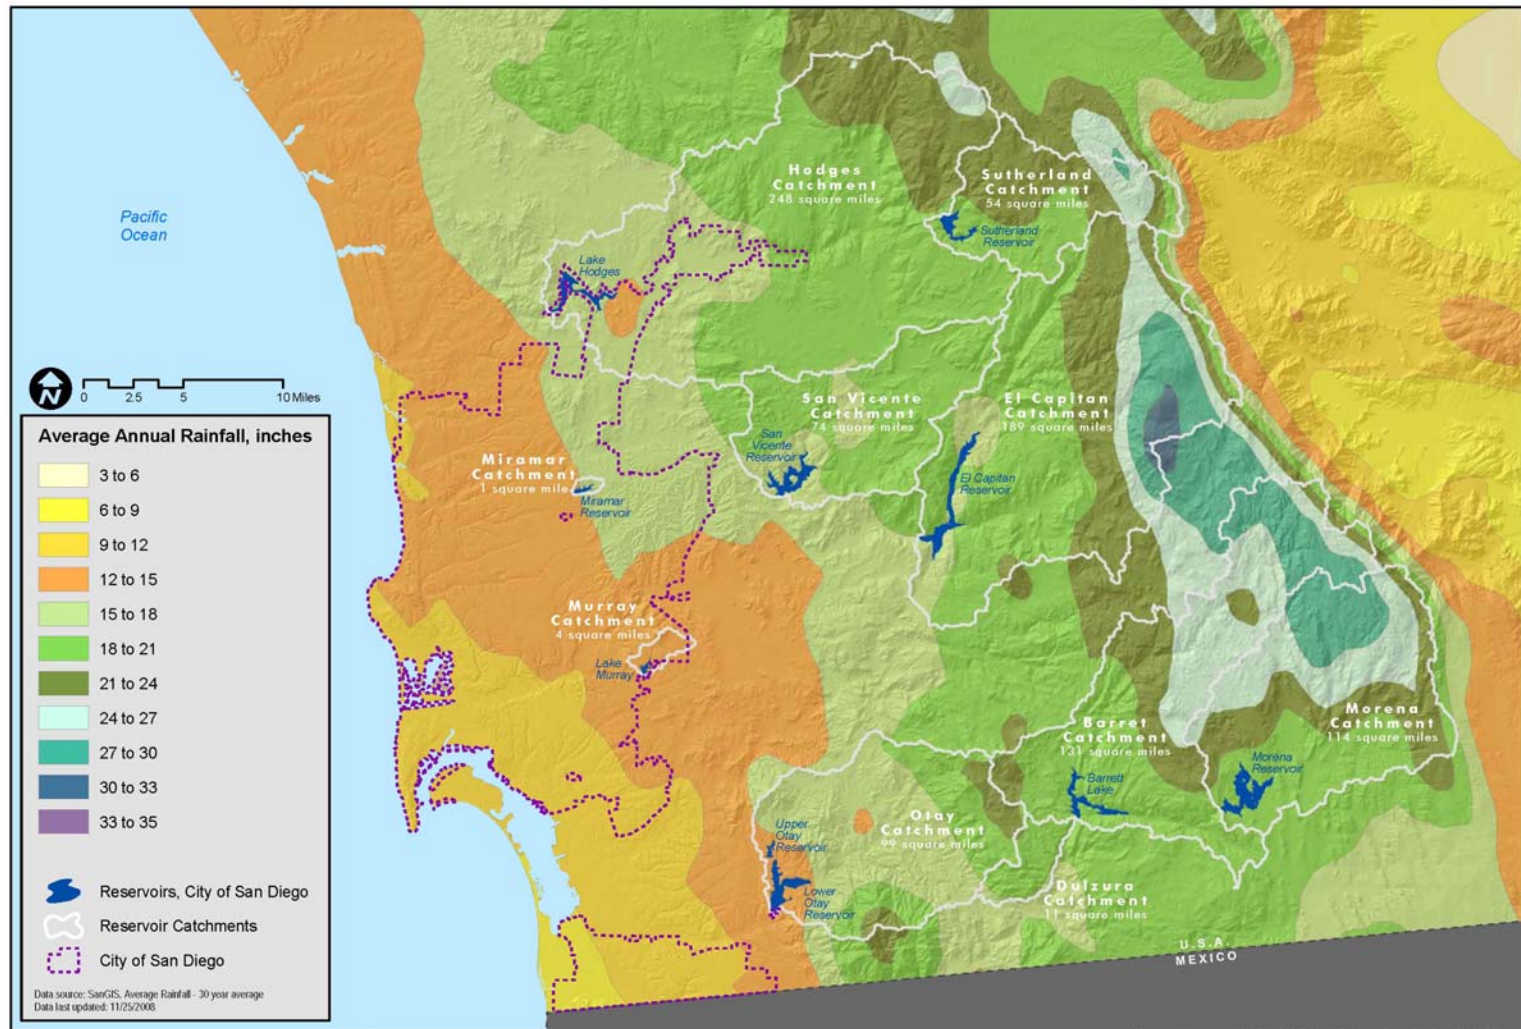 Pacific
Ocean
Hodges
Catchment
248 square miles
Sutherland
Catchment
54 square miles
Sutherland
Reservoir
Lake
Hodges
N
0 2.5 5 10 Miles
San Vicente
Catchment
74 square miles
San
Vicente
Reservoir
El Capitan
Catchment
189 square miles
El Capitan
Reservoir
Miramar
Catchment
1 square mile
Miramar
Reservoir
Murray
Catchment
4 square miles
Lake
Murray
Barret
Catchment
131 square miles
Barrett
Lake
Morena
Catchment
114 square miles
Morena
Reservoir
Otay
Catchment
99 square miles
Upper
Otay
Reservoir
Lower
Otay
Reservoir
Dulzura
Catchment
11 square miles
U.S.A.
MEXICO
Average Annual Rainfall, inches
3 to 6
6 to 9
9 to 12
12 to 15
15 to 18
18 to 21
21 to 24
24 to 27
27 to 30
30 to 33
33 to 35
Reservoirs, City of San Diego
Reservoir Catchments
City of San Diego
Data source: SanGIS, Average Rainfall - 30 year average
Data last updated: 11/25/2008